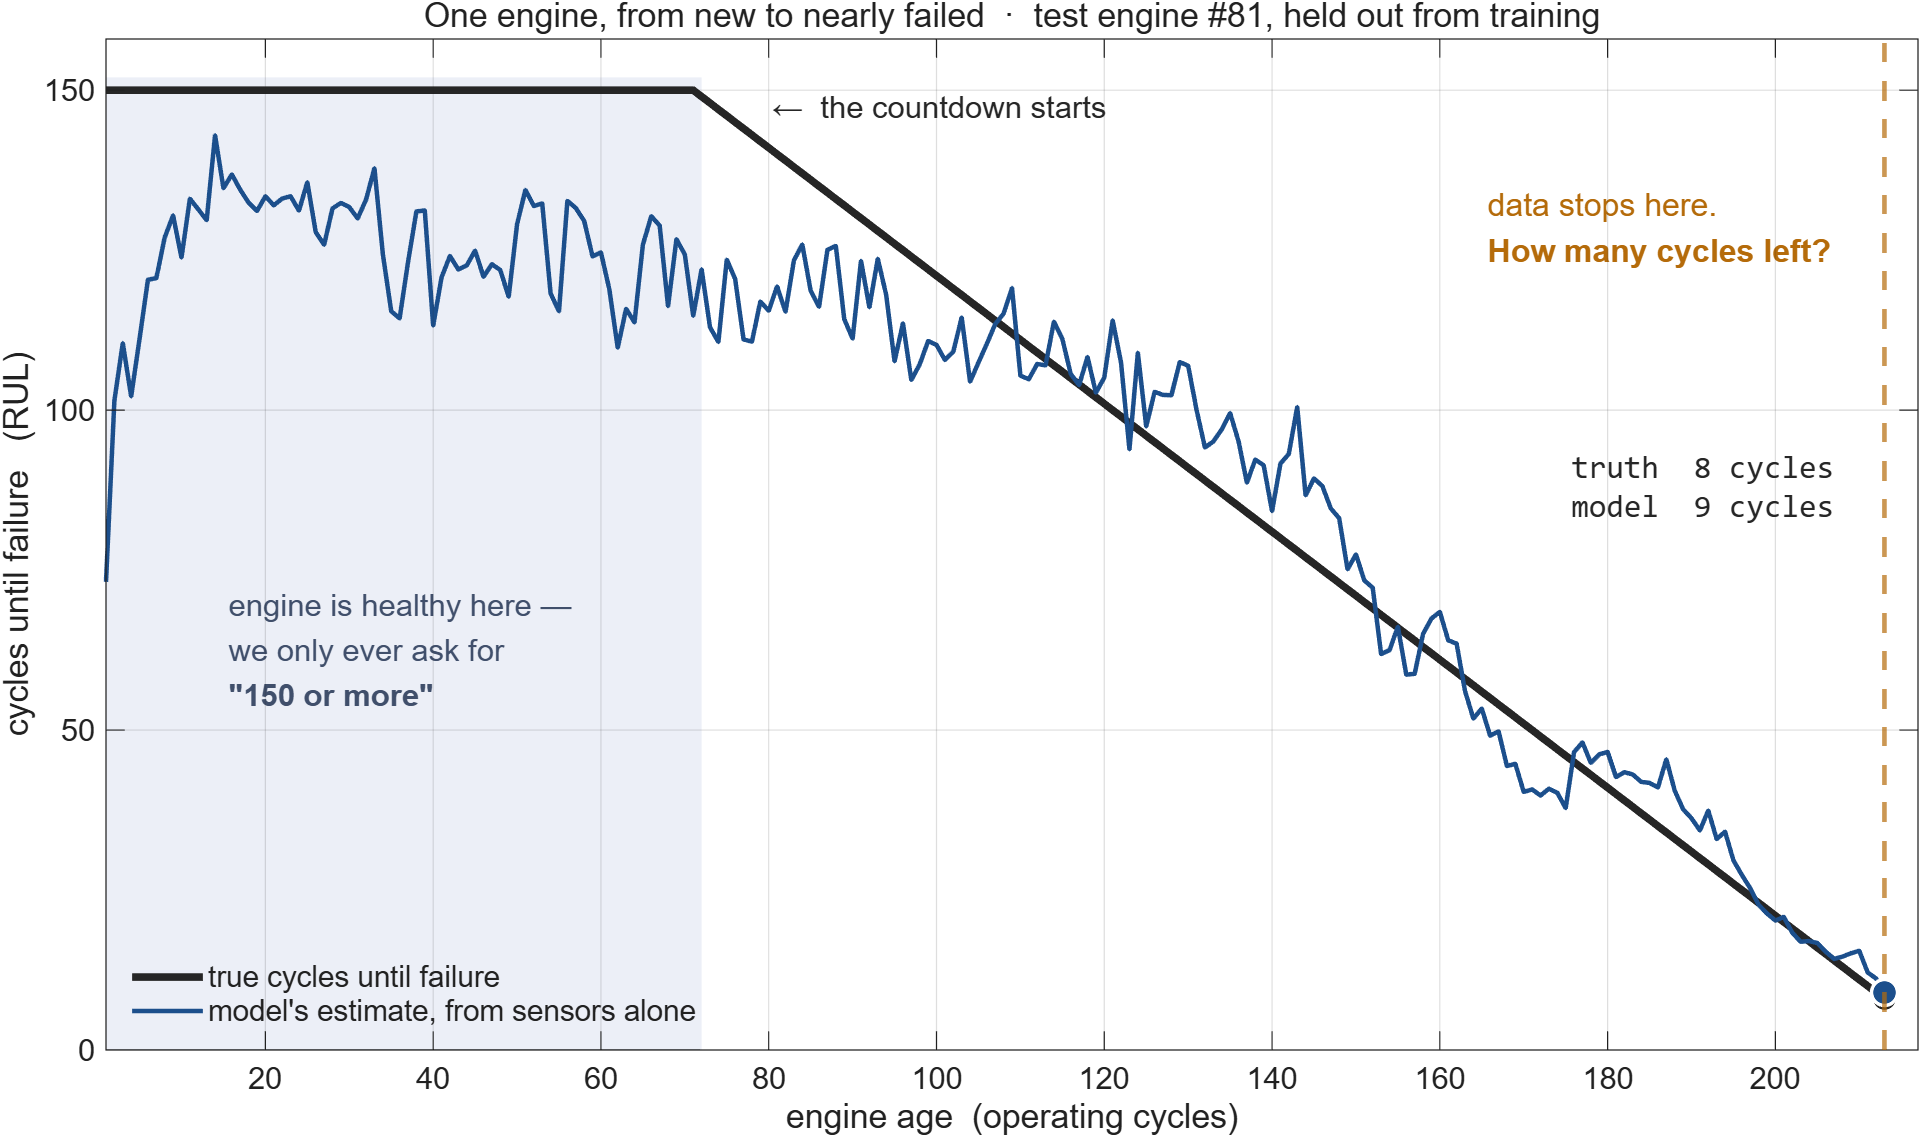 One engine, from new to nearly failed · test engine #81, held out from training
150
100
50
0
cycles until failure (RUL)
← the countdown starts
data stops here.
How many cycles left?
truth 8 cycles
model 9 cycles
engine is healthy here —
we only ever ask for
"150 or more"
true cycles until failure
model's estimate, from sensors alone
20 40 60 80 100 120 140 160 180 200
engine age (operating cycles)